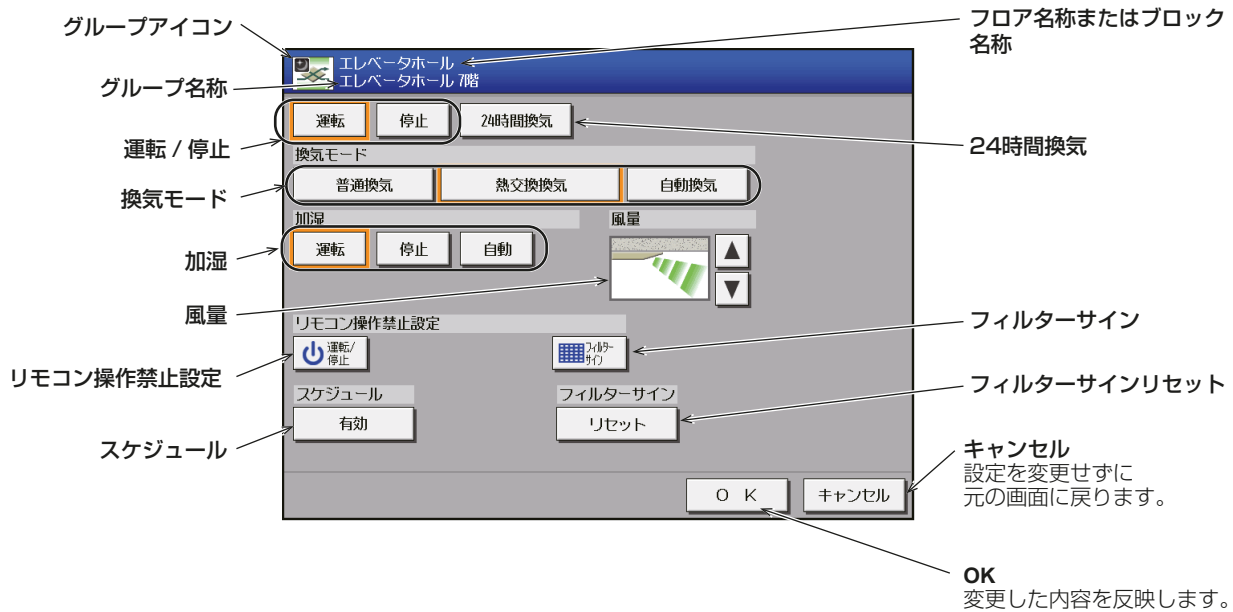 グループアイコン
フロア名称またはブロック
名称
エレベータホール
エレベータホール 7階
グループ名称
運転
停止
24時間換気
運転 / 停止
24時間換気
換気モード
普通換気
熱交換換気
自動換気
換気モード
加湿
風量
運転
停止
自動
加湿
▲
▼
風量
リモコン操作禁止設定
運転/
停止
フィルター
サイン
フィルターサイン
リモコン操作禁止設定
スケジュール
フィルターサイン
フィルターサインリセット
有効
リセット
スケジュール
キャンセル
設定を変更せずに
元の画面に戻ります。
O K
キャンセル
OK
変更した内容を反映します。